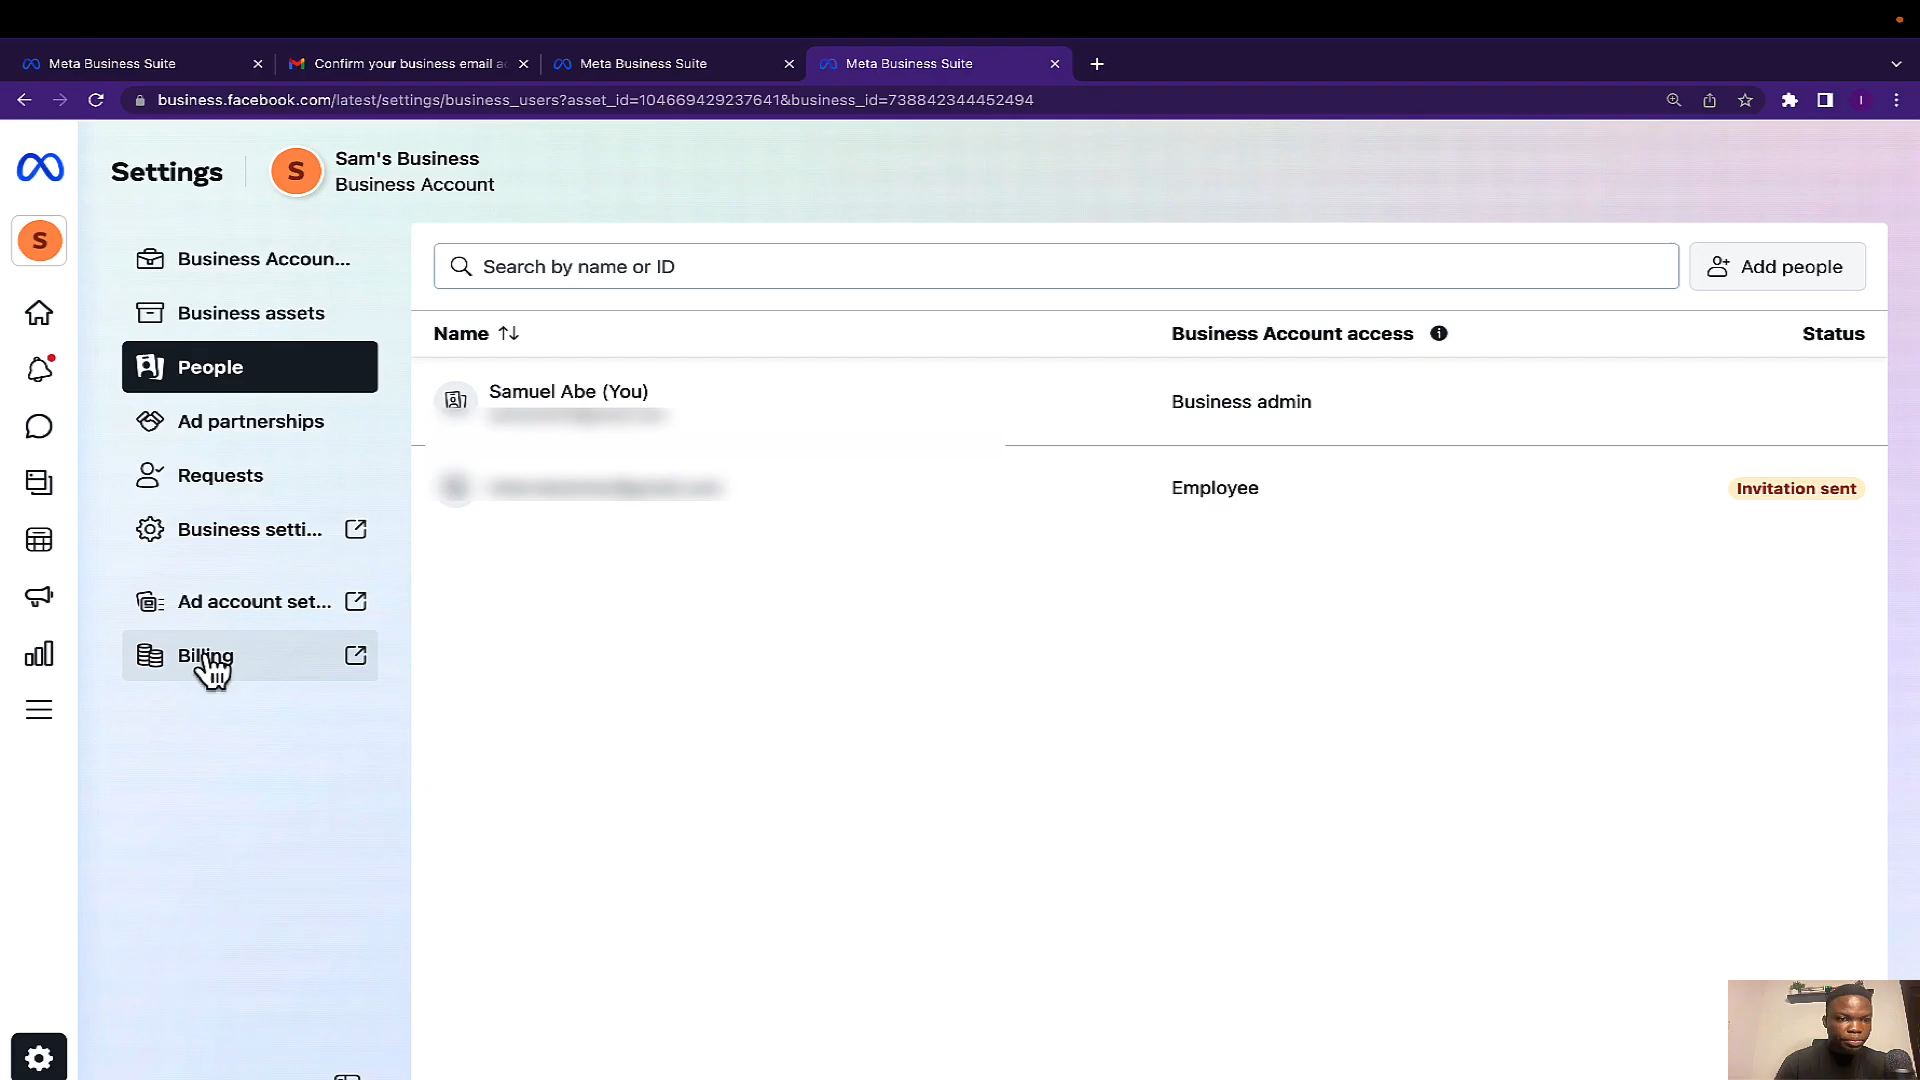 Meta Business Suite
Confirm your business email a
Meta Business Suite
Meta Business Suite
business.facebook.com/latest/settings/business_users?asset_id=104669429237641&business_id=738842344452494
I
Settings
S
Sam's Business
Business Account
S
Business Accoun...
Business assets
People
Ad partnerships
Requests
Business setti...
Ad account set...
Billing
Search by name or ID
Add people
Name
Business Account access
Status
Samuel Abe (You)
Business admin
Employee
Invitation sent